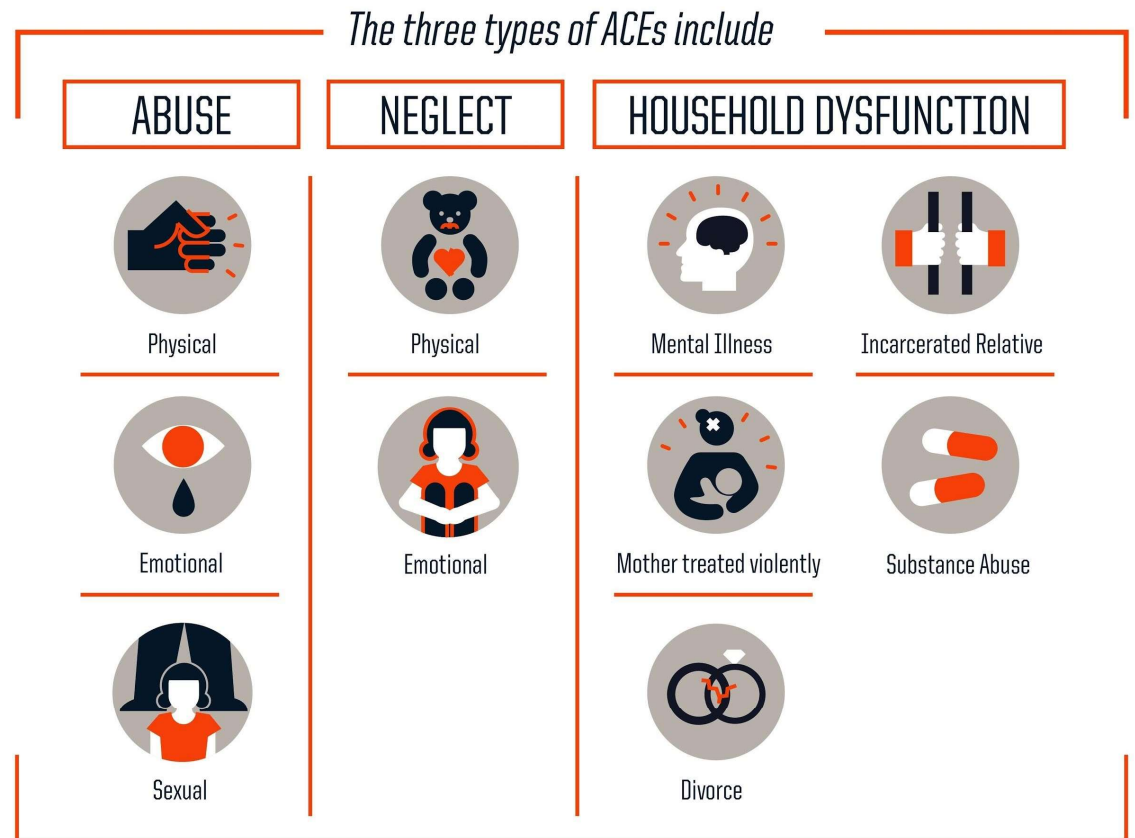 The three types of ACEs include
ABUSE
Physical
Emotional
Sexual
NEGLECT
Physical
Emotional
HOUSEHOLD DYSFUNCTION
Mental Illness
Incarcerated Relative
Mother treated violently
Substance Abuse
Divorce